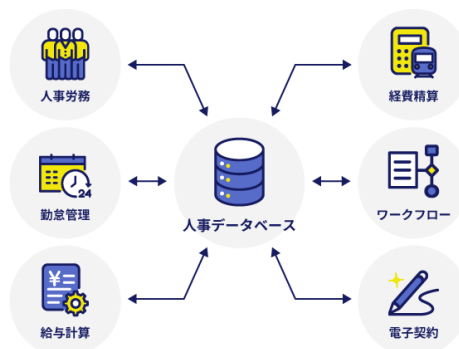 人事労務
経費精算
勤怠管理
24
人事データベース
ワークフロー
¥
給与計算
電子契約